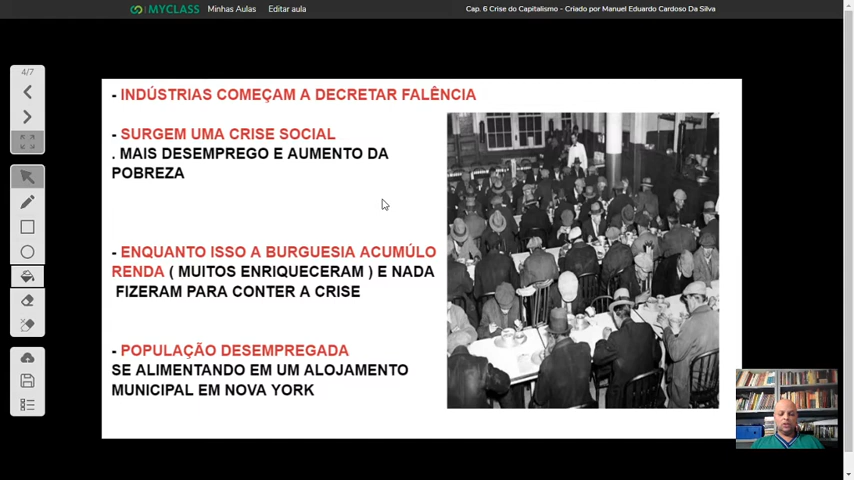 MYCLASS Minhas Aulas Editar aula Cap. 6 Crise do Capitalismo - Criado por Manuel Eduardo Cardoso Da Silva
4/7
- INDÚSTRIAS COMEÇAM A DECRETAR FALÊNCIA
- SURGEM UMA CRISE SOCIAL
. MAIS DESEMPREGO E AUMENTO DA
POBREZA
- ENQUANTO ISSO A BURGUESIA ACUMÚLO
RENDA ( MUITOS ENRIQUECERAM ) E NADA
FIZERAM PARA CONTER A CRISE
- POPULAÇÃO DESEMPREGADA
SE ALIMENTANDO EM UM ALOJAMENTO
MUNICIPAL EM NOVA YORK